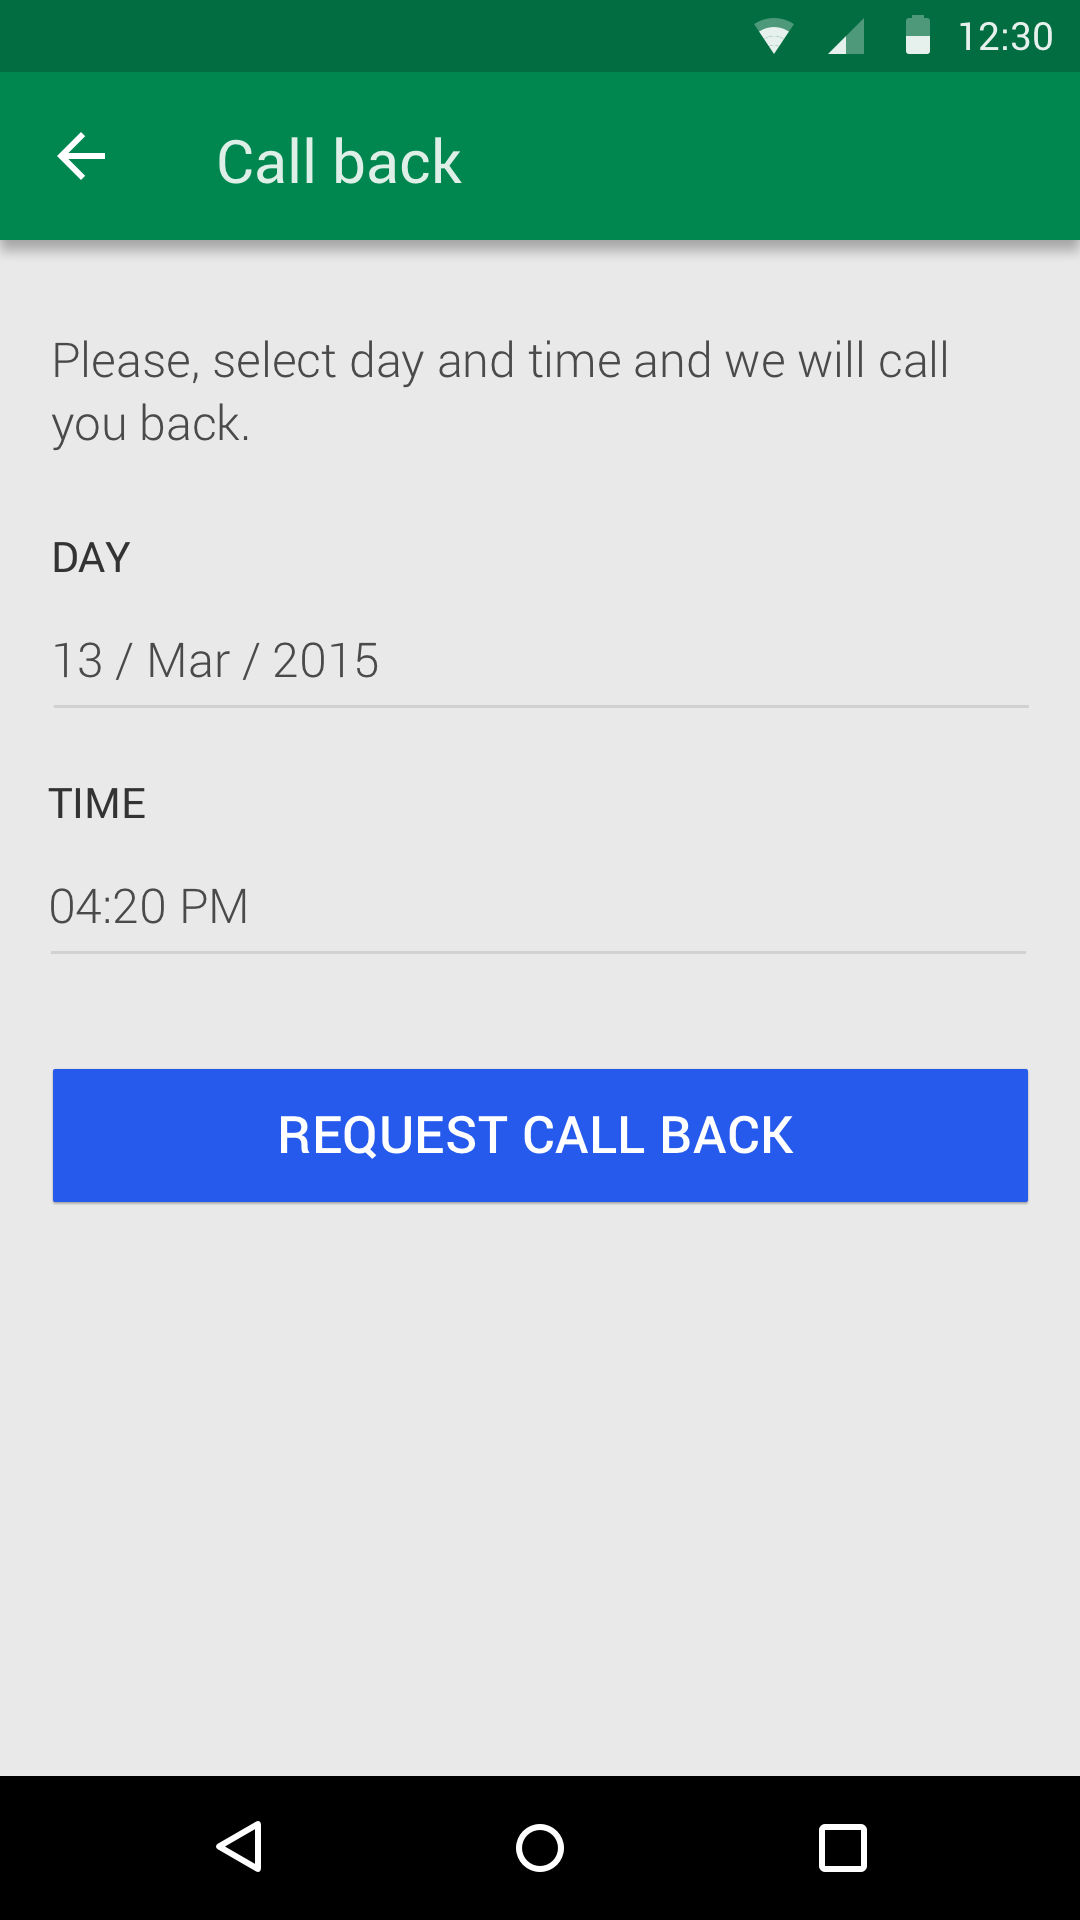 12:30
Call back
Please, select day and time and we will call
you back.
DAY
13 / Mar / 2015
TIME
04:20 PM
REQUEST CALL BACK